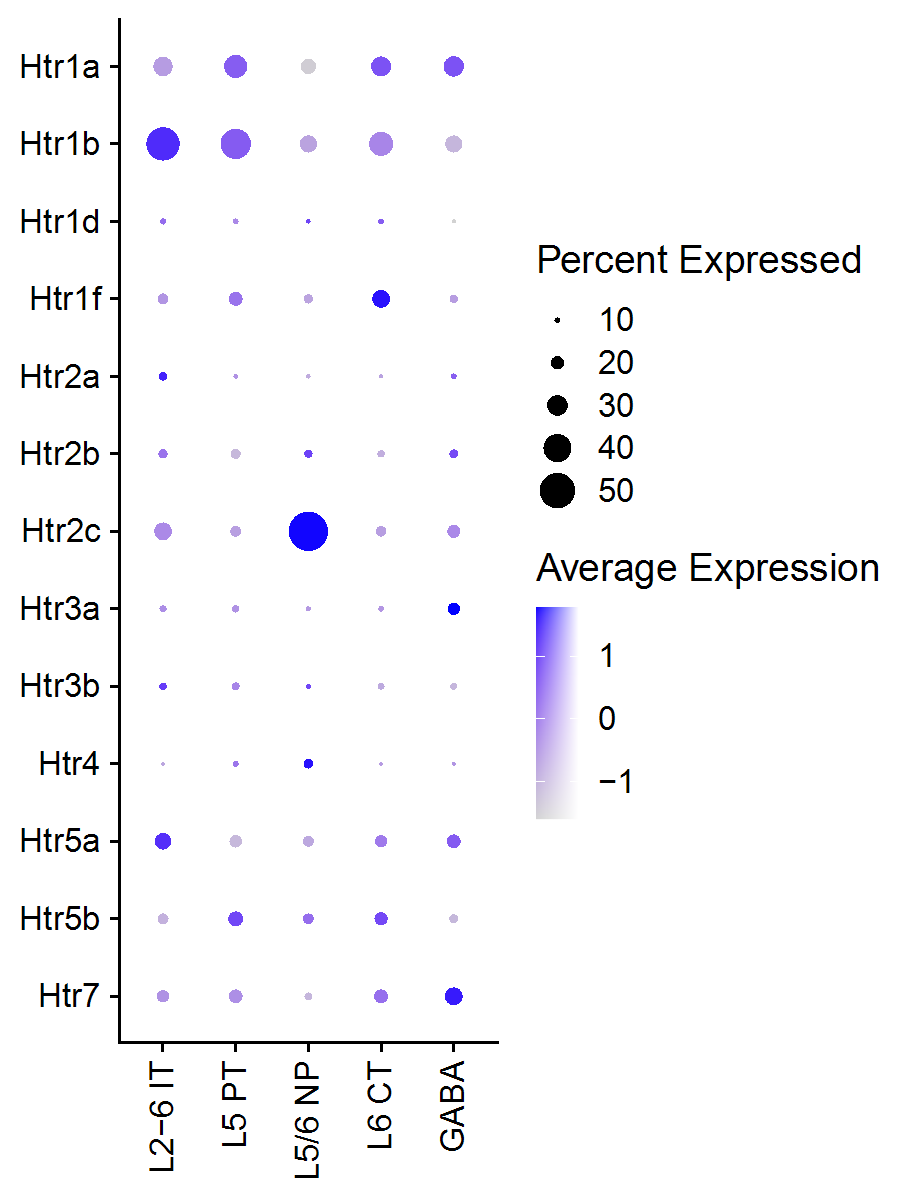 Htr1a
Htr1b
Htr1d
Htr1f
Htr2a
Htr2b
Htr2c
Htr3a
Htr3b
Htr4
Htr5a
Htr5b
Htr7
L2−6 IT
L5 PT
L5/6 NP
L6 CT
GABA
Percent Expressed
10
20
30
40
50
Average Expression
1
0
−1